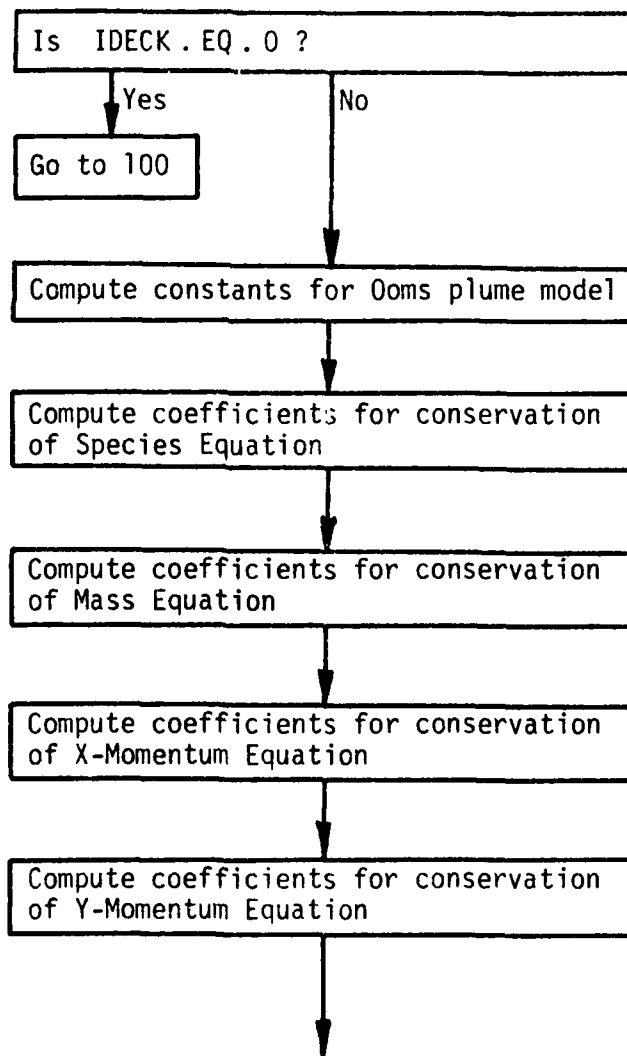 Is IDECK.EQ.0 ?
Yes
No
Go to 100
Compute constants for Ooms plume model
Compute coefficients for conservation
of Species Equation
Compute coefficients for conservation
of Mass Equation
Compute coefficients for conservation
of X-Momentum Equation
Compute coefficients for conservation
of Y-Momentum Equation